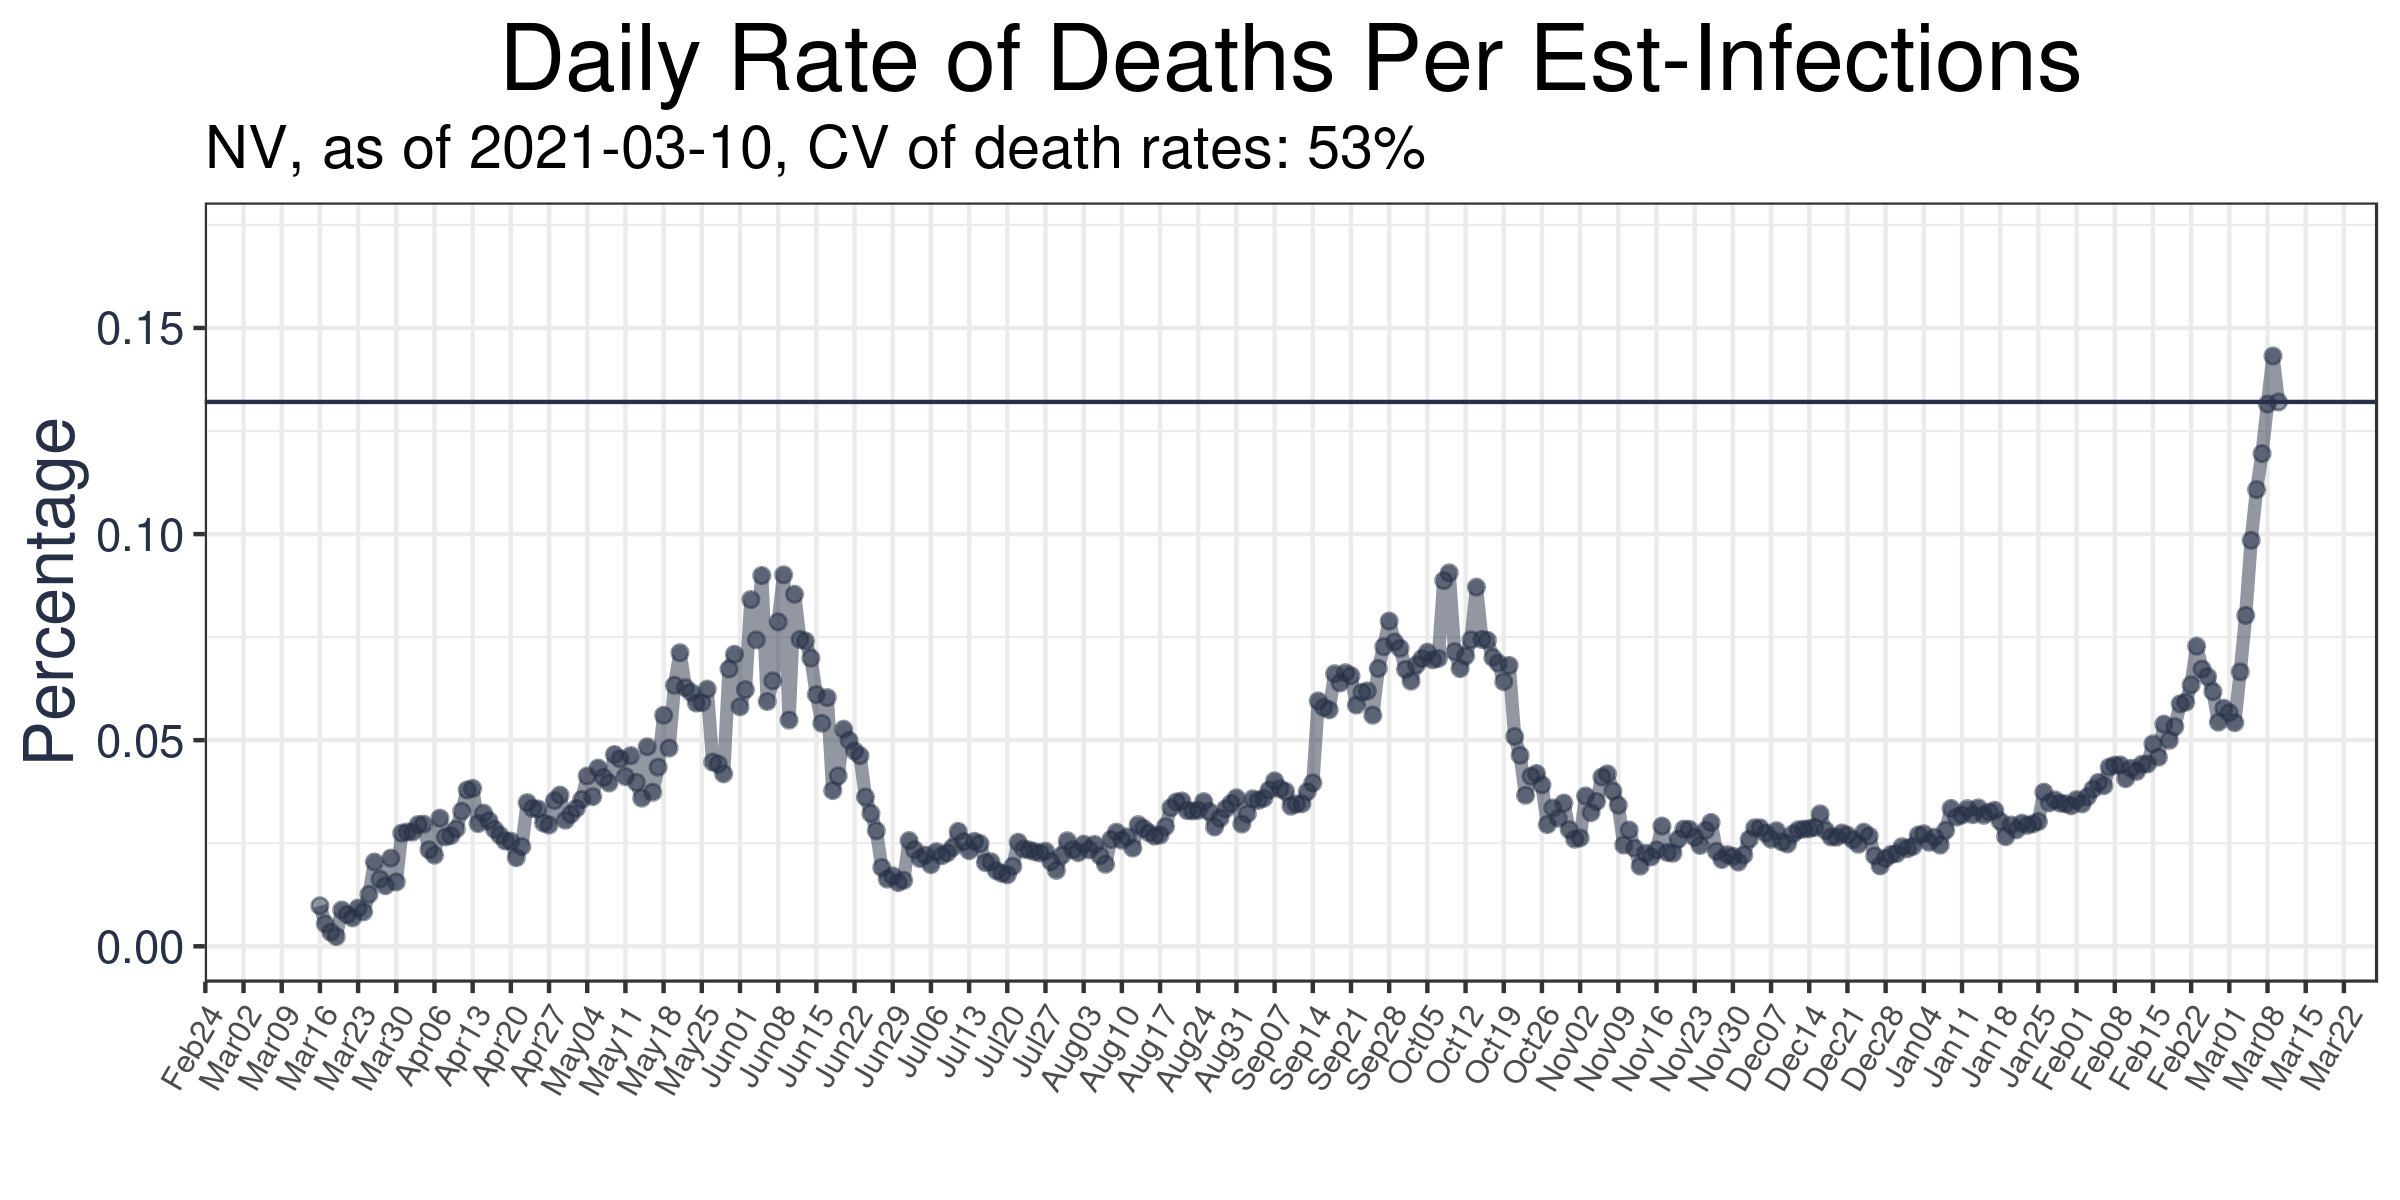 Daily Rate of Deaths Per Est-Infections
NV, as of 2021-03-10, CV of death rates: 53%
Percentage
0.15
0.10
0.05
0.00
Feb24
Mar02
Mar09
Mar16
Mar23
Mar30
Apr06
Apr13
Apr20
Apr27
May04
May11
May18
May25
Jun01
Jun08
Jun15
Jun22
Jun29
Jul06
Jul13
Jul20
Jul27
Aug03
Aug10
Aug17
Aug24
Aug31
Sep07
Sep14
Sep21
Sep28
Oct05
Oct12
Oct19
Oct26
Nov02
Nov09
Nov16
Nov23
Nov30
Dec07
Dec14
Dec21
Dec28
Jan04
Jan11
Jan18
Jan25
Feb01
Feb08
Feb15
Feb22
Mar01
Mar08
Mar15
Mar22